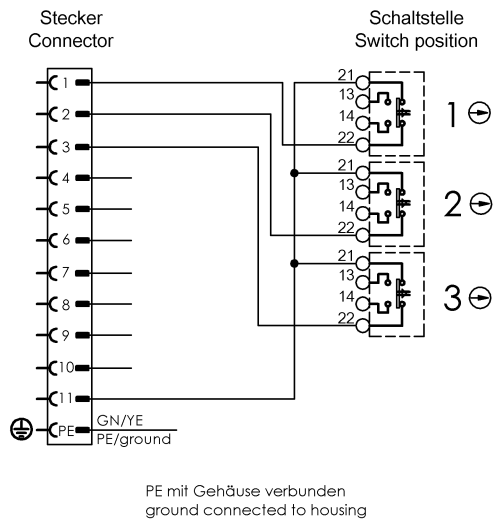 Stecker
Connector
Schaltstelle
Switch position
1
2
3
4
5
6
7
8
9
10
11
PE
GN/YE
PE/ground
21
13
14
22
1
21
13
14
22
2
21
13
14
22
3
PE mit Gehäuse verbunden
ground connected to housing